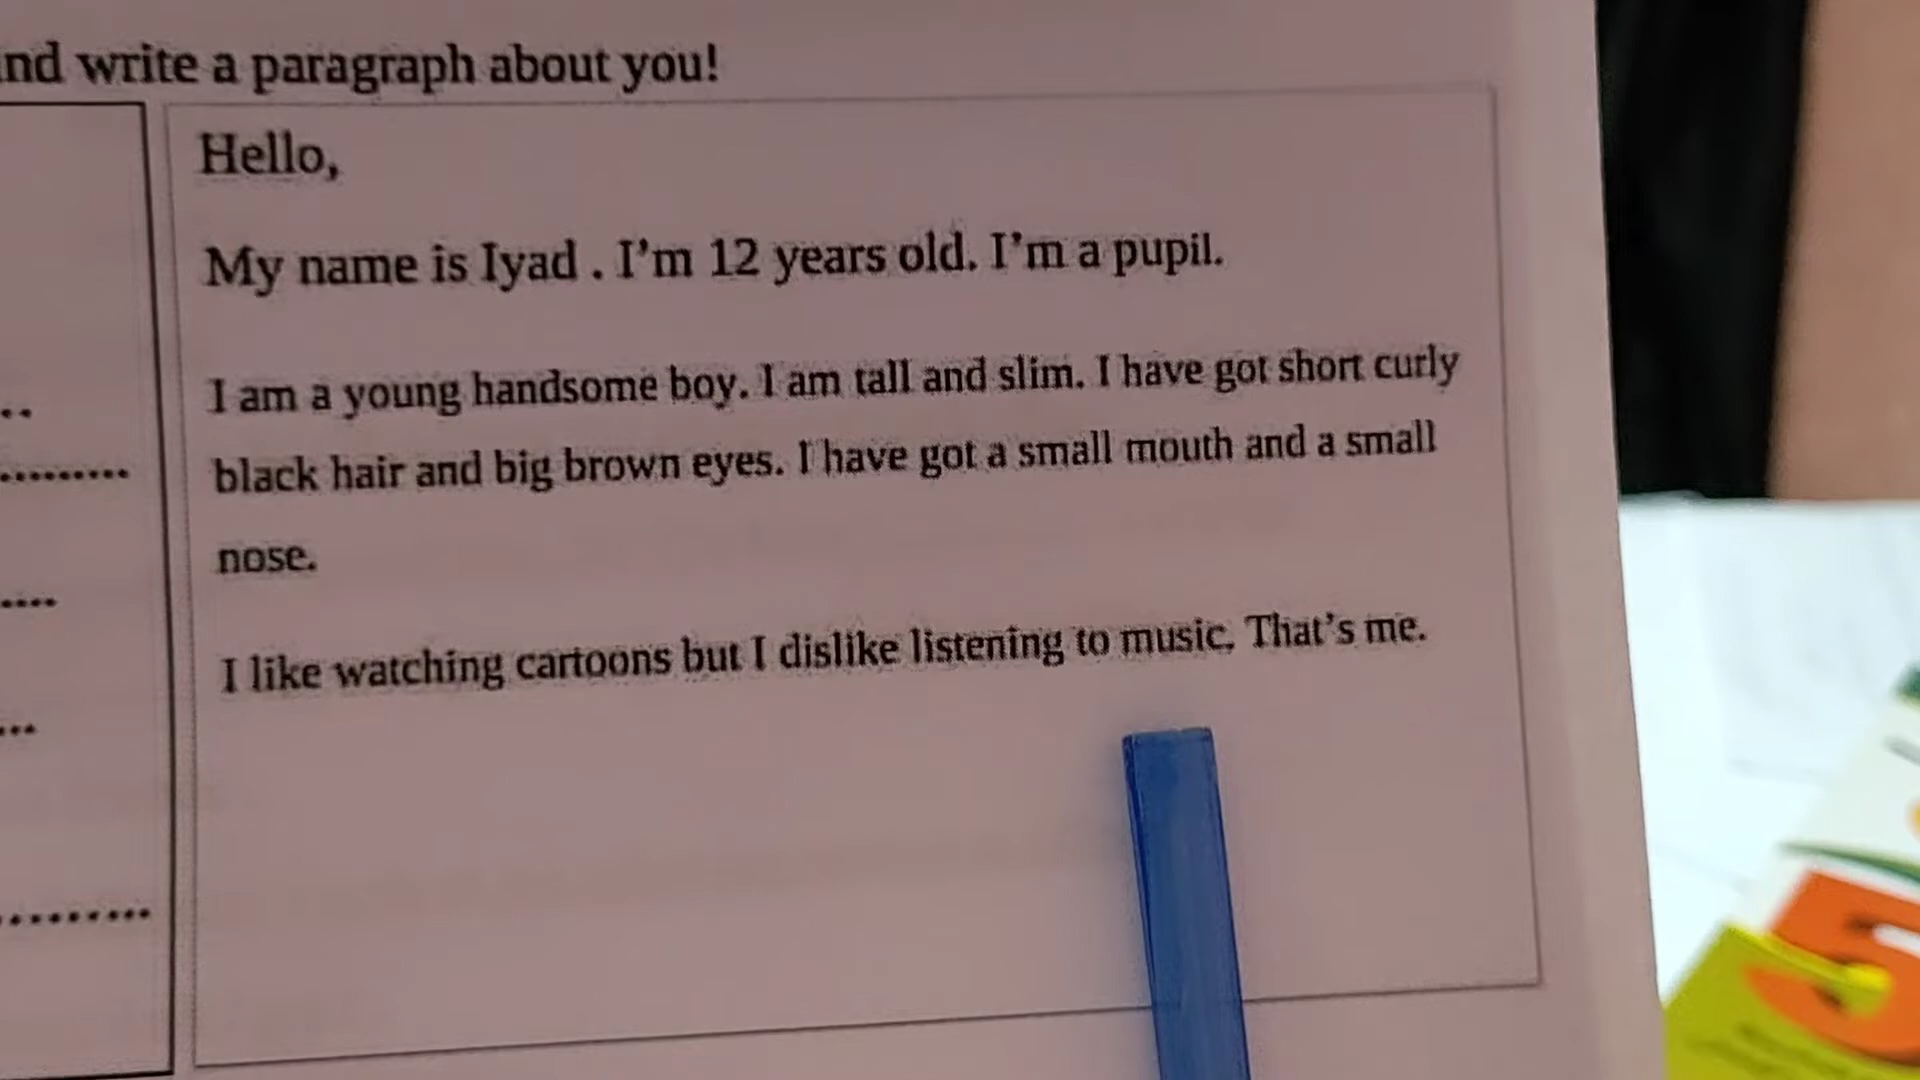 nd write a paragraph about you!
Hello,
My name is Iyad . I'm 12 years old. I'm a pupil.
I am a young handsome boy. I am tall and slim. I have got short curly
black hair and big brown eyes. I have got a small mouth and a small
nose.
I like watching cartoons but I dislike listening to music. That's me.
..
.........
....
...
.........